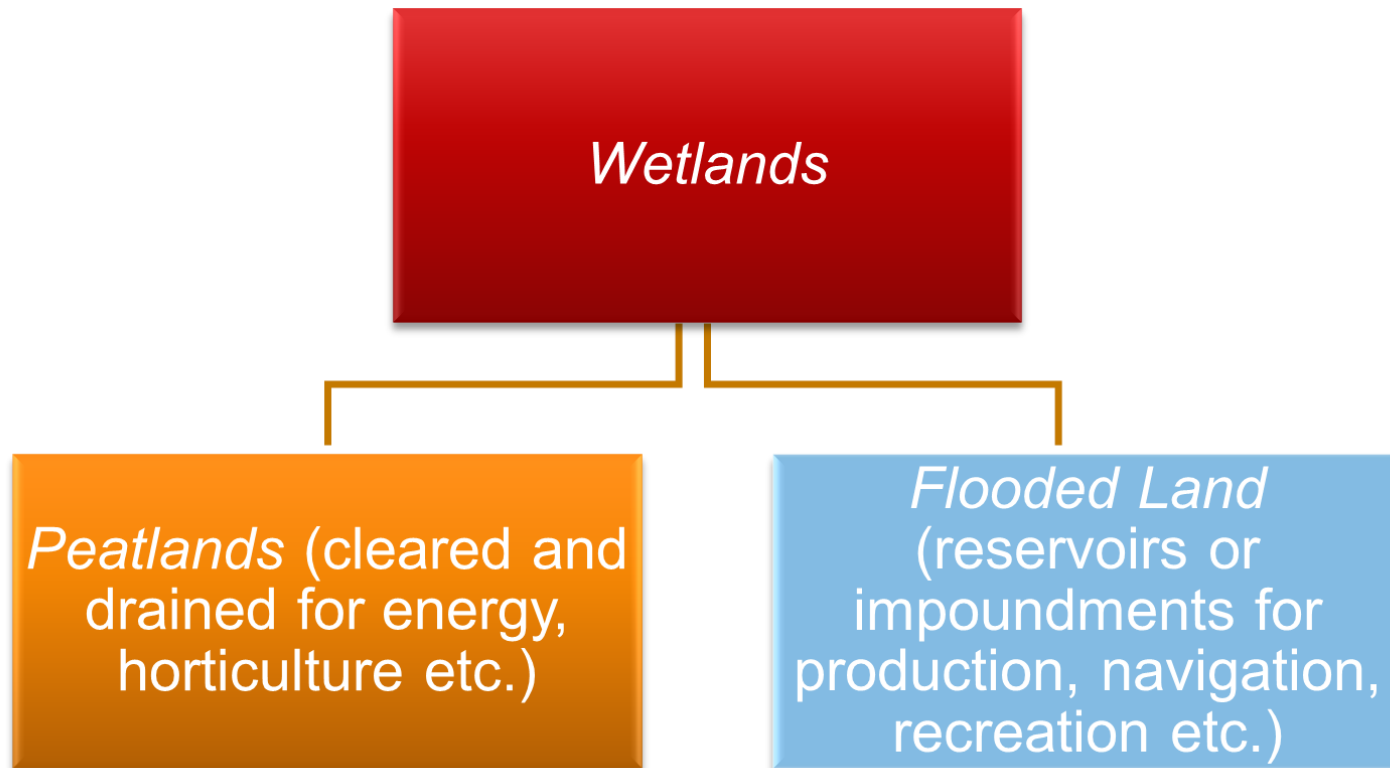 Wetlands
Peatlands (cleared and
drained for energy,
horticulture etc.)
Flooded Land
(reservoirs or
impoundments for
production, navigation,
recreation etc.)